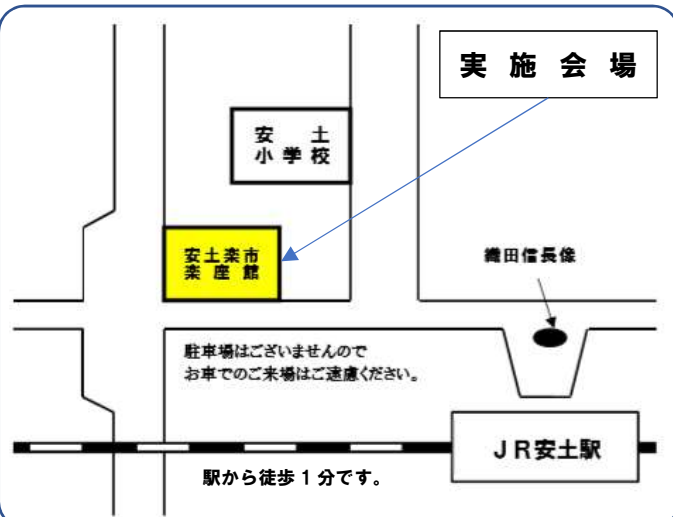 実施会場
安土
小学校
安土楽市
楽座館
織田信長像
駐車場はございませんので
お車でのご来場はご遠慮ください。
JR安土駅
駅から徒歩1分です。